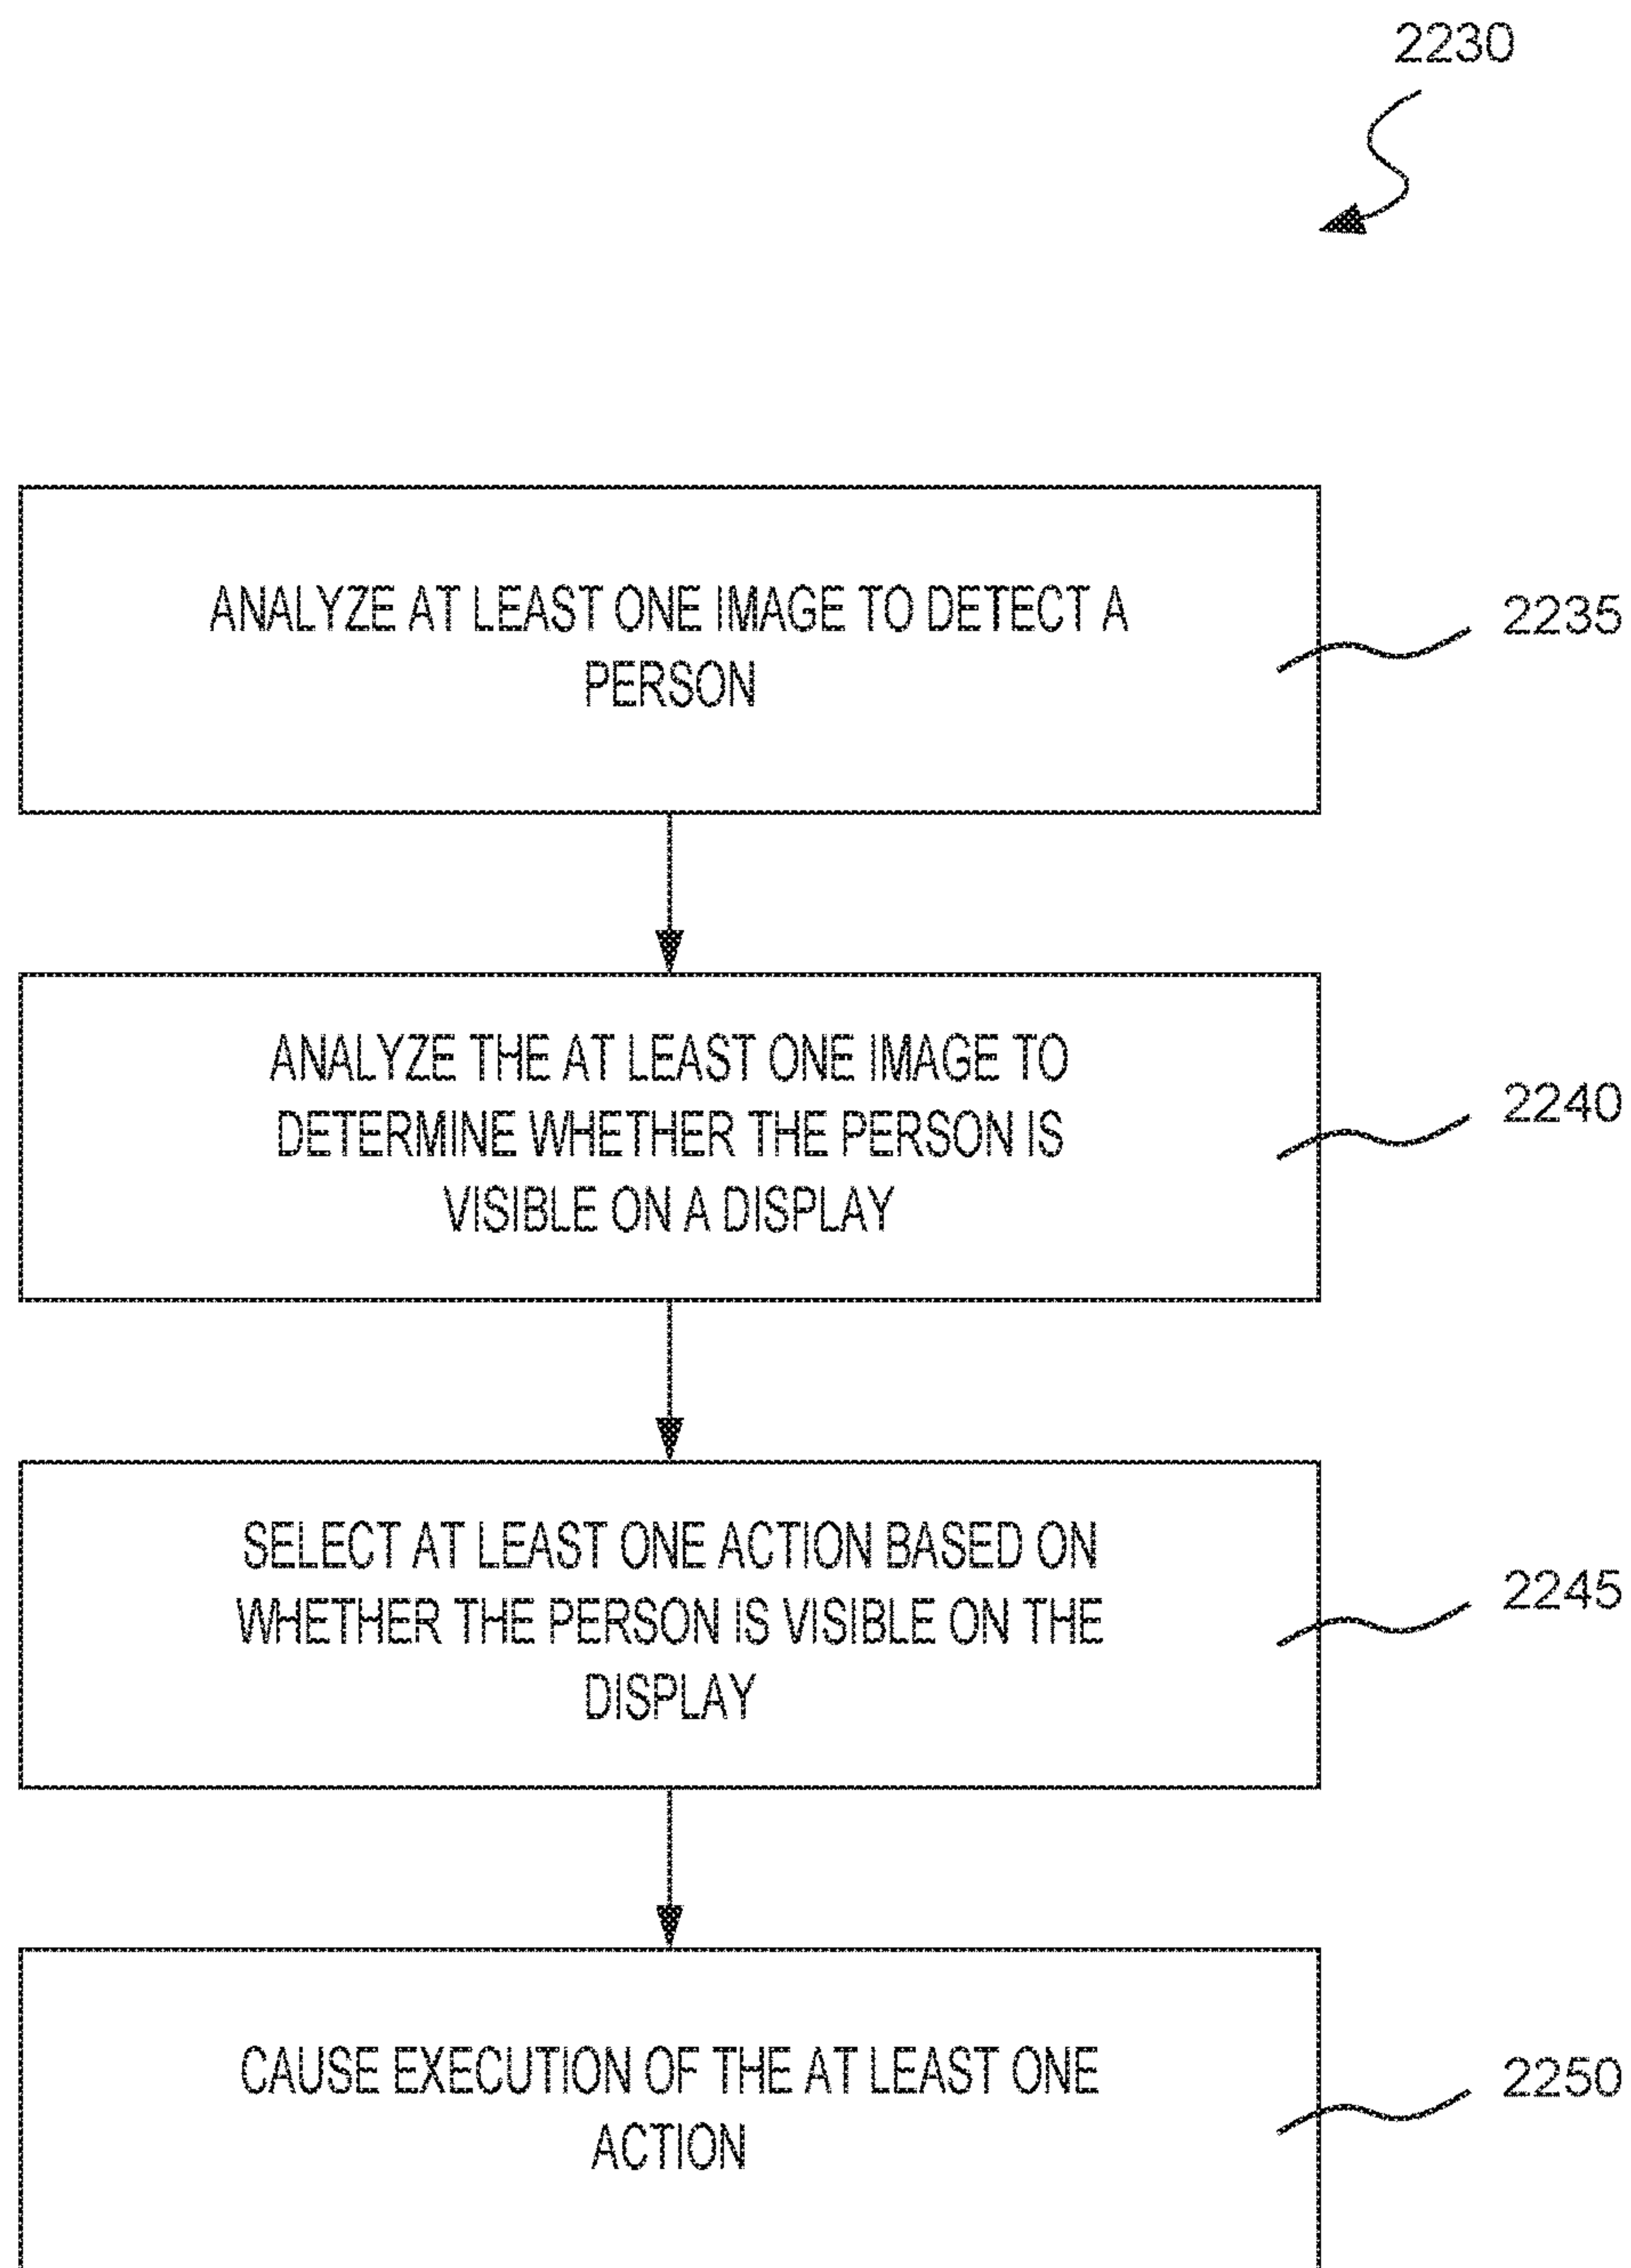 2230
ANALYZE AT LEAST ONE IMAGE TO DETECT A
PERSON
2235
ANALYZE THE AT LEAST ONE IMAGE TO
DETERMINE WHETHER THE PERSON IS
VISIBLE ON A DISPLAY
2240
SELECT AT LEAST ONE ACTION BASED ON
WHETHER THE PERSON IS VISIBLE ON THE
DISPLAY
2245
CAUSE EXECUTION OF THE AT LEAST ONE
ACTION
2250